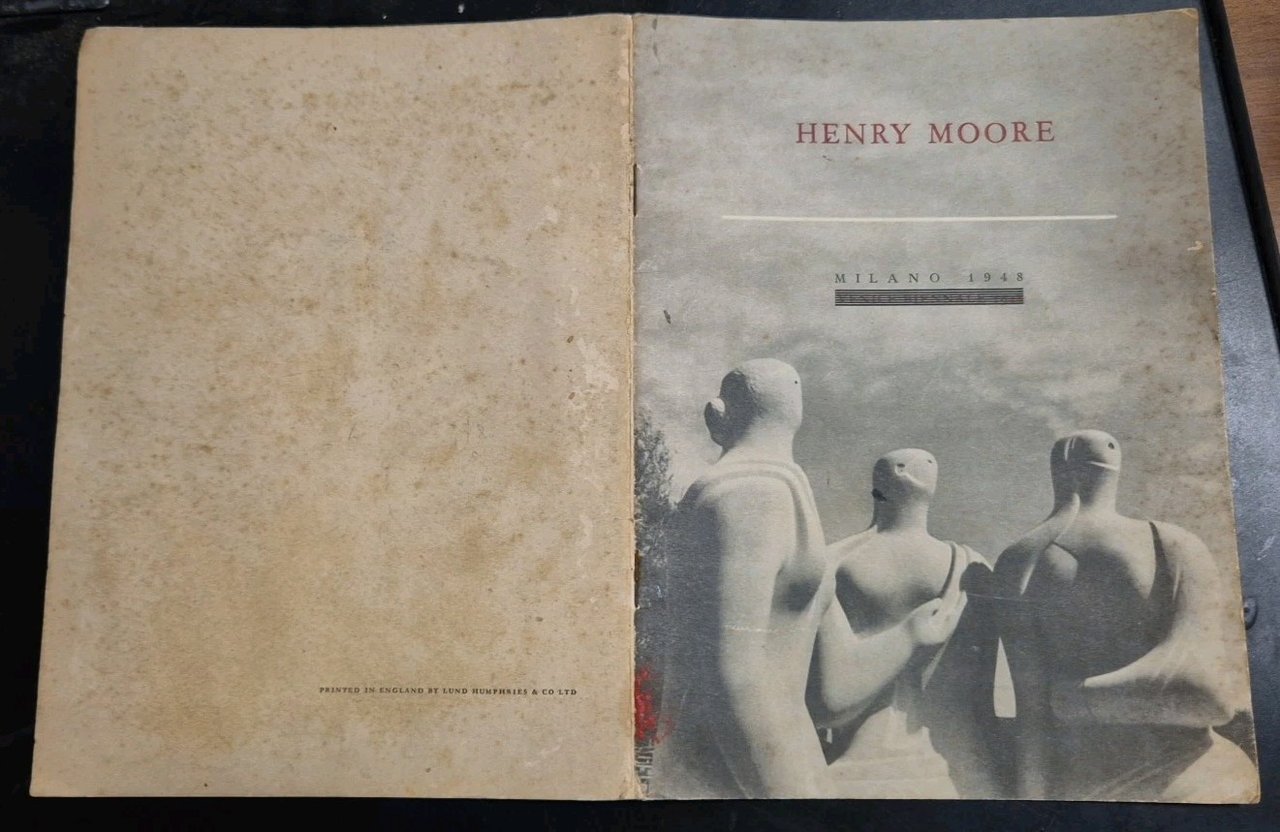 HENRY MOORE
MILANO 1948
PRINTED IN ENGLAND BY LUND HUMPHRIES & CO LTD